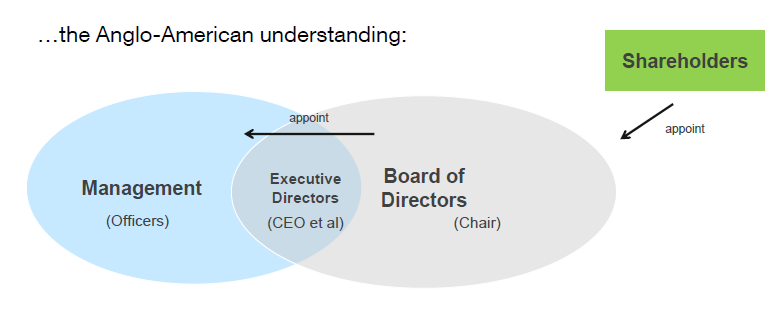 …the Anglo-American understanding:
Shareholders
appoint
appoint
Management
(Officers)
Executive
Directors
(CEO et al)
Board of
Directors
(Chair)